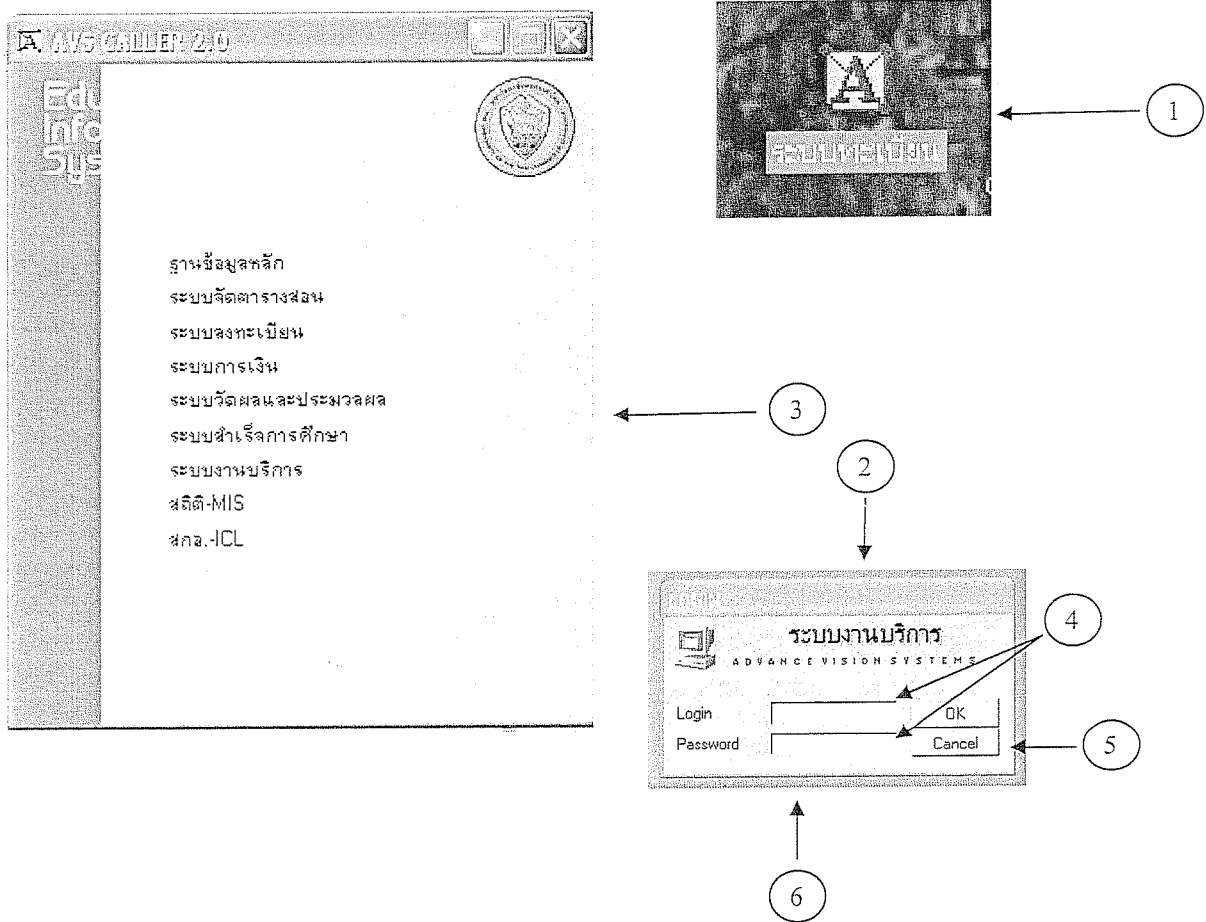 AVS CALLER 2.0
Edu
Info
Sys
ฐานข้อมูลหลัก
ระบบจัดตารางสอน
ระบบลงทะเบียน
ระบบการเงิน
ระบบวัดผลและประมวลผล
ระบบสำเร็จการศึกษา
ระบบงานบริการ
สถิติ-MIS
สกอ.-ICL
A
ระบบทะเบียน
1
3
2
4
ระบบงานบริการ
ADVANCE VISION SYSTEMS
Login
OK
Password
Cancel
5
6